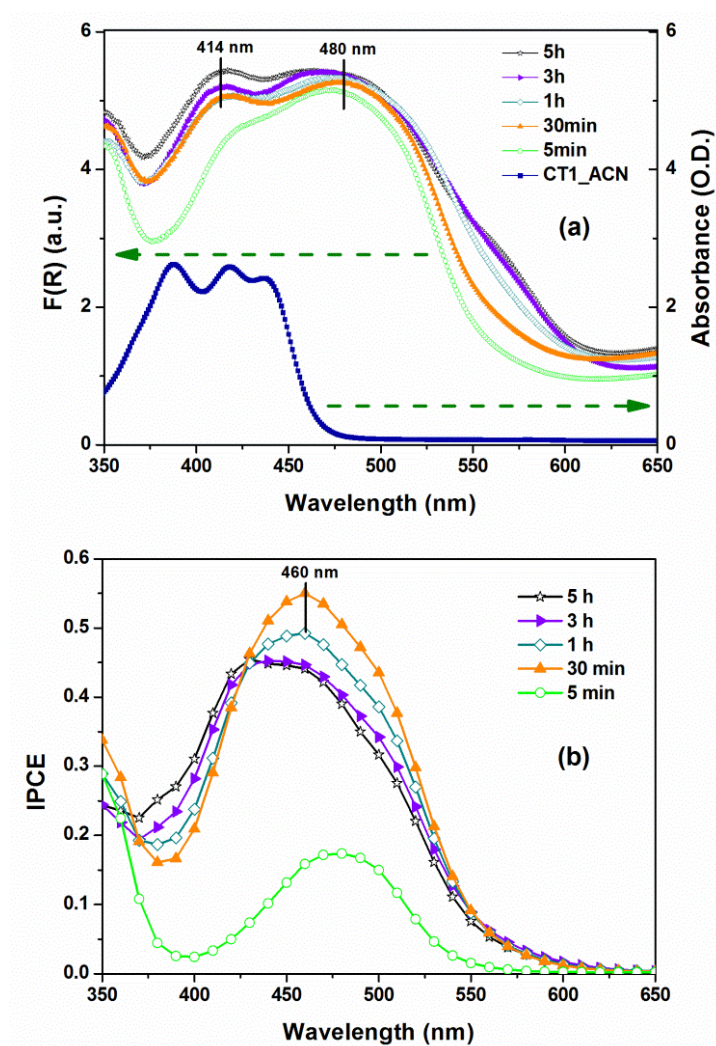 414 nm
480 nm
5h
3h
1h
30min
5min
CT1_ACN
(a)
F(R) (a.u.)
6
4
2
0
Absorbance (O.D.)
6
4
2
0
350 400 450 500 550 600 650
Wavelength (nm)
460 nm
5 h
3 h
1 h
30 min
5 min
(b)
IPCE
0.6
0.5
0.4
0.3
0.2
0.1
0.0
350 400 450 500 550 600 650
Wavelength (nm)